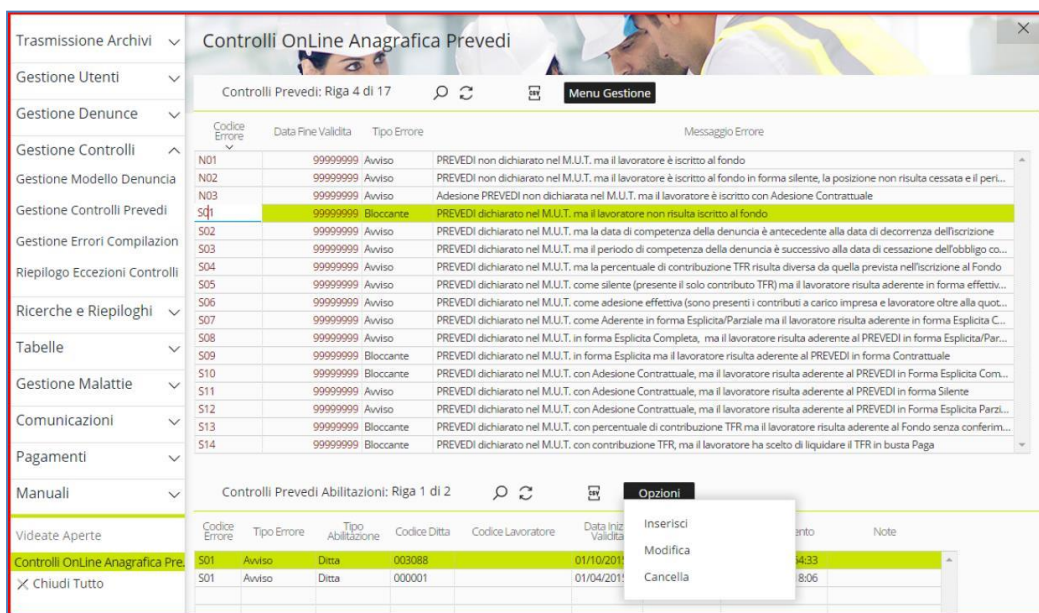 Trasmissione Archivi
Gestione Utenti
Gestione Denunce
Gestione Controlli
Gestione Modello Denuncia
Gestione Controlli Prevedi
Gestione Errori Compilazion
Riepilogo Eccezioni Controlli
Ricerche e Riepiloghi
Tabelle
Gestione Malattie
Comunicazioni
Pagamenti
Manuali
Videate Aperte
Controlli OnLine Anagrafica Pre.
Chiudi Tutto
Controlli OnLine Anagrafica Prevedi
Controlli Prevedi: Riga 4 di 17 CSV Menu Gestione
Codice Errore Data Fine Validita Tipo Errore Messaggio Errore
N01 99999999 Avviso PREVEDI non dichiarato nel M.U.T. ma il lavoratore è iscritto al fondo
N02 99999999 Avviso PREVEDI non dichiarato nel M.U.T. ma il lavoratore è iscritto al fondo in forma silente, la posizione non risulta cessata e il peri...
N03 99999999 Avviso Adesione PREVEDI non dichiarata nel M.U.T. ma il lavoratore è iscritto con Adesione Contrattuale
S01 99999999 Bloccante PREVEDI dichiarato nel M.U.T. ma il lavoratore non risulta iscritto al fondo
S02 99999999 Avviso PREVEDI dichiarato nel M.U.T. ma la data di competenza della denuncia è antecedente alla data di decorrenza dell'iscrizione
S03 99999999 Avviso PREVEDI dichiarato nel M.U.T. ma il periodo di competenza della denuncia è successivo alla data di cessazione dell'obbligo co...
S04 99999999 Avviso PREVEDI dichiarato nel M.U.T. ma la percentuale di contribuzione TFR risulta diversa da quella prevista nell'iscrizione al Fondo
S05 99999999 Avviso PREVEDI dichiarato nel M.U.T. come silente (presente il solo contributo TFR) ma il lavoratore risulta aderente in forma effettiv...
S06 99999999 Avviso PREVEDI dichiarato nel M.U.T. come adesione effettiva (sono presenti i contributi a carico impresa e lavoratore oltre alla quot...
S07 99999999 Avviso PREVEDI dichiarato nel M.U.T. come Aderente in forma Esplicita/Parziale ma il lavoratore risulta aderente in forma Esplicita C...
S08 99999999 Avviso PREVEDI dichiarato nel M.U.T. in forma Esplicita Completa, ma il lavoratore risulta aderente al PREVEDI in forma Esplicita/Par...
S09 99999999 Bloccante PREVEDI dichiarato nel M.U.T. in forma Esplicita ma il lavoratore risulta aderente al PREVEDI in forma Contrattuale
S10 99999999 Bloccante PREVEDI dichiarato nel M.U.T. con Adesione Contrattuale, ma il lavoratore risulta aderente al PREVEDI in Forma Esplicita Com...
S11 99999999 Avviso PREVEDI dichiarato nel M.U.T. con Adesione Contrattuale, ma il lavoratore risulta aderente al PREVEDI in forma Silente
S12 99999999 Avviso PREVEDI dichiarato nel M.U.T. con Adesione Contrattuale, ma il lavoratore risulta aderente al PREVEDI in Forma Esplicita Parzi...
S13 99999999 Bloccante PREVEDI dichiarato nel M.U.T. con percentuale di contribuzione TFR ma il lavoratore risulta aderente al Fondo senza conferim...
S14 99999999 Bloccante PREVEDI dichiarato nel M.U.T. con contribuzione TFR, ma il lavoratore ha scelto di liquidare il TFR in busta Paga
Controlli Prevedi Abilitazioni: Riga 1 di 2 CSV Opzioni
Codice Errore Tipo Errore Tipo Abilitazione Codice Ditta Codice Lavoratore Data Iniz Validita ento Note
S01 Avviso Ditta 003088 01/10/201 54:33
S01 Avviso Ditta 000001 01/04/201 8:06
Inserisci
Modifica
Cancella